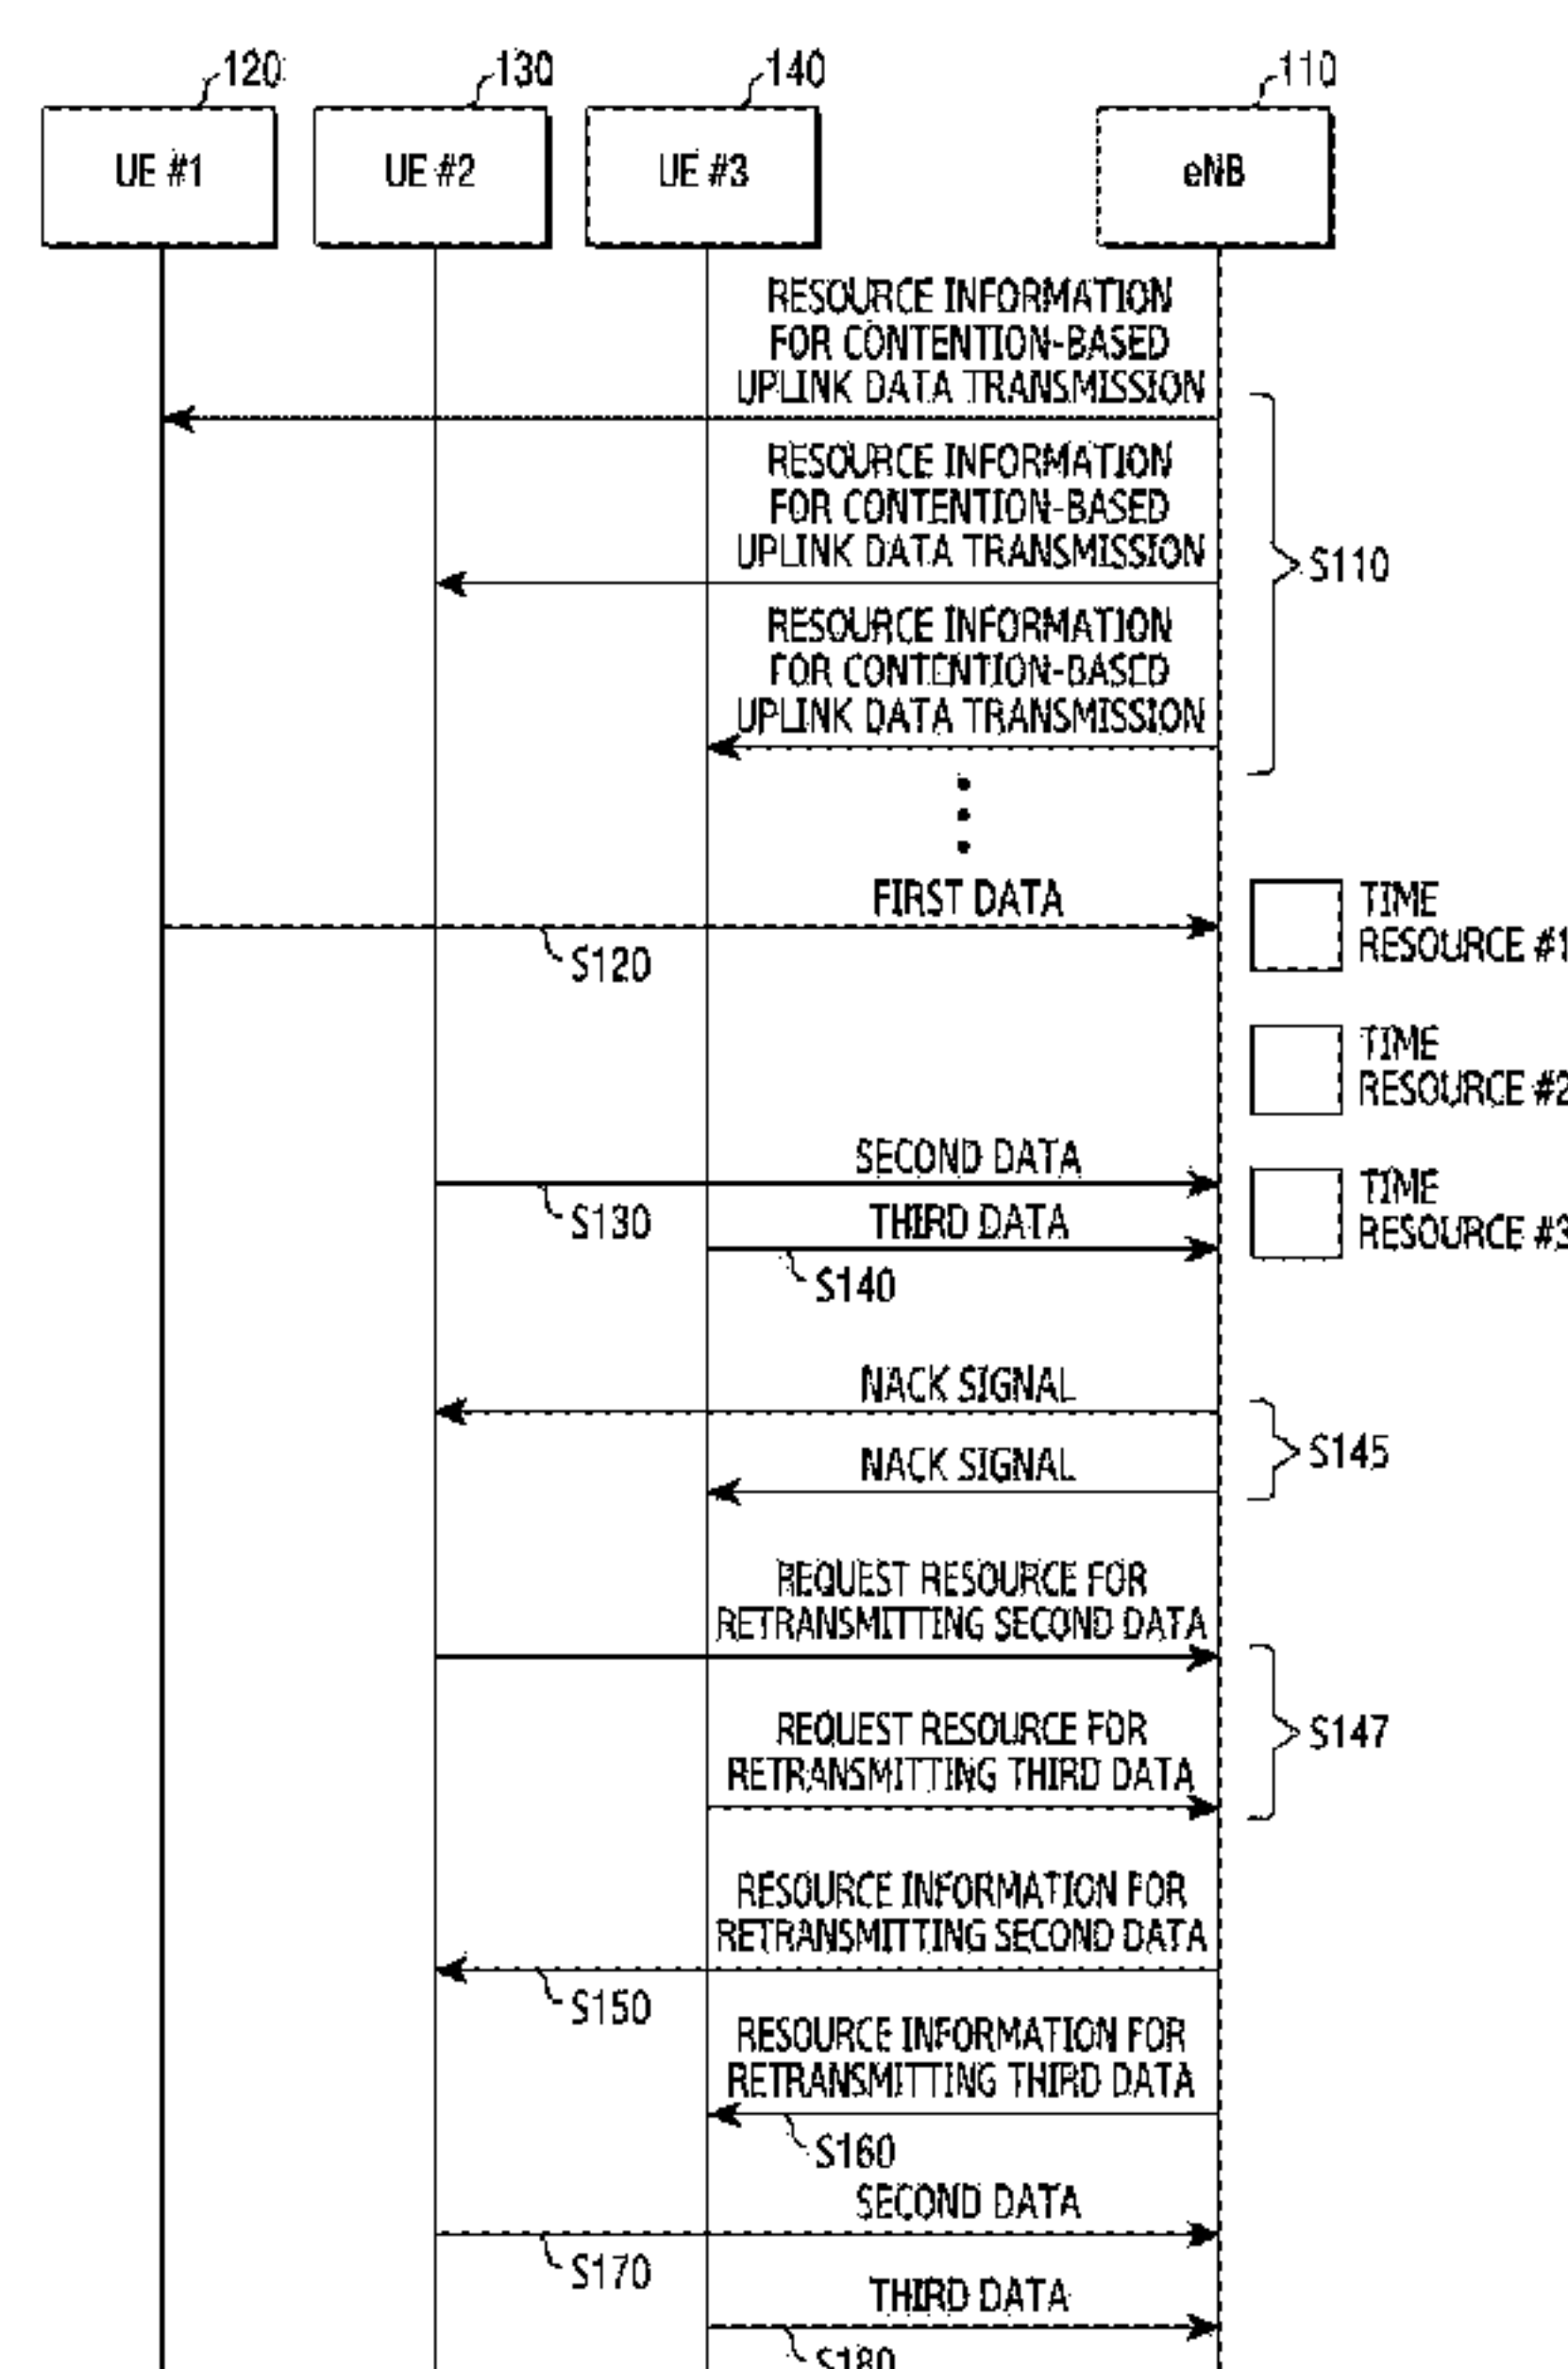 120 130 140 110
UE #1 UE #2 UE #3 eNB
RESOURCE INFORMATION
FOR CONTENTION-BASED
UPLINK DATA TRANSMISSION
RESOURCE INFORMATION
FOR CONTENTION-BASED
UPLINK DATA TRANSMISSION
S110
RESOURCE INFORMATION
FOR CONTENTION-BASED
UPLINK DATA TRANSMISSION
FIRST DATA
TIME
RESOURCE #1
S120
TIME
RESOURCE #2
SECOND DATA
S130
TIME
RESOURCE #3
THIRD DATA
S140
NACK SIGNAL
S145
NACK SIGNAL
REQUEST RESOURCE FOR
RETRANSMITTING SECOND DATA
S147
REQUEST RESOURCE FOR
RETRANSMITTING THIRD DATA
RESOURCE INFORMATION FOR
RETRANSMITTING SECOND DATA
S150
RESOURCE INFORMATION FOR
RETRANSMITTING THIRD DATA
S160
SECOND DATA
S170
THIRD DATA
S180